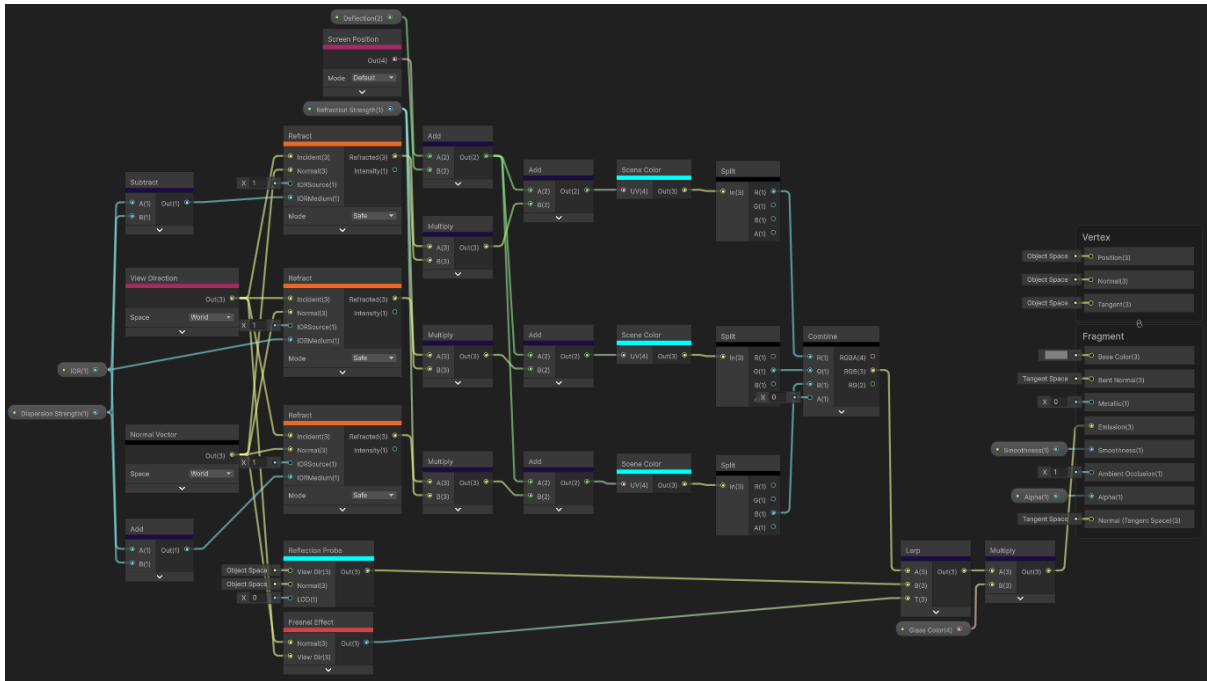 Deflection(2)
Screen Position
Out(4)
Mode Default
Refraction Strength(1)
Refract
Incident(3) Refracted(3)
Normal(3) Intensity(1)
X 1 IORSource(1)
IORMedium(1)
Mode Safe
Add
A(2) Out(2)
B(2)
Add
A(2) Out(2)
B(2)
Scene Color
UV(4) Out(3)
Split
In(3) R(1)
G(1)
B(1)
A(1)
Subtract
A(1) Out(1)
B(1)
Multiply
A(3) Out(3)
B(3)
View Direction
Out(3)
Space World
Refract
Incident(3) Refracted(3)
Normal(3) Intensity(1)
X 1 IORSource(1)
IORMedium(1)
Mode Safe
Multiply
A(3) Out(3)
B(3)
Add
A(2) Out(2)
B(2)
Scene Color
UV(4) Out(3)
Split
In(3) R(1)
G(1)
B(1)
X 0
Combine
R(1) RGBA(4)
G(1) RGB(3)
B(1) RG(2)
A(1)
IOR(1)
Dispersion Strength(1)
Normal Vector
Out(3)
Space World
Refract
Incident(3) Refracted(3)
Normal(3) Intensity(1)
X 1 IORSource(1)
IORMedium(1)
Mode Safe
Multiply
A(3) Out(3)
B(3)
Add
A(2) Out(2)
B(2)
Scene Color
UV(4) Out(3)
Split
In(3) R(1)
G(1)
B(1)
A(1)
Add
A(1) Out(1)
B(1)
Reflection Probe
Object Space View Dir(3) Out(3)
Object Space Normal(3)
X 0 LOD(1)
Fresnel Effect
Normal(3) Out(1)
View Dir(3)
Lerp
A(3) Out(3)
B(3)
T(3)
Glass Color(4)
Multiply
A(3) Out(3)
B(3)
Vertex
Object Space Position(3)
Object Space Normal(3)
Object Space Tangent(3)
Fragment
Base Color(3)
Tangent Space Bent Normal(3)
X 0 Metallic(1)
Emission(3)
Smoothness(1) Smoothness(1)
X 1 Ambient Occlusion(1)
Alpha(1) Alpha(1)
Tangent Space Normal (Tangent Space)(3)